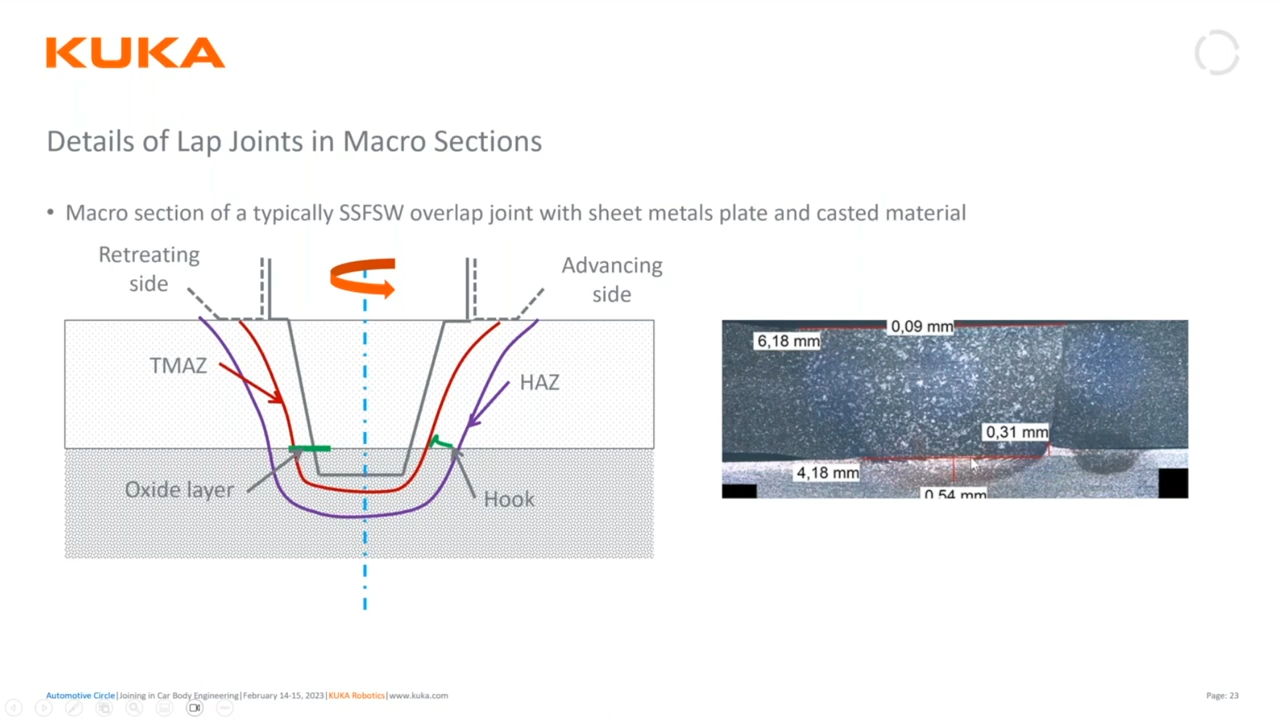 KUKA
Details of Lap Joints in Macro Sections
• Macro section of a typically SSFSW overlap joint with sheet metals plate and casted material
Retreating
side
Advancing
side
TMAZ
HAZ
Oxide layer
Hook
0,09 mm
6,18 mm
0,31 mm
4,18 mm
0,54 mm
Automotive Circle|Joining in Car Body Engineering|February 14-15, 2023|KUKA Robotics|www.kuka.com
Page: 23